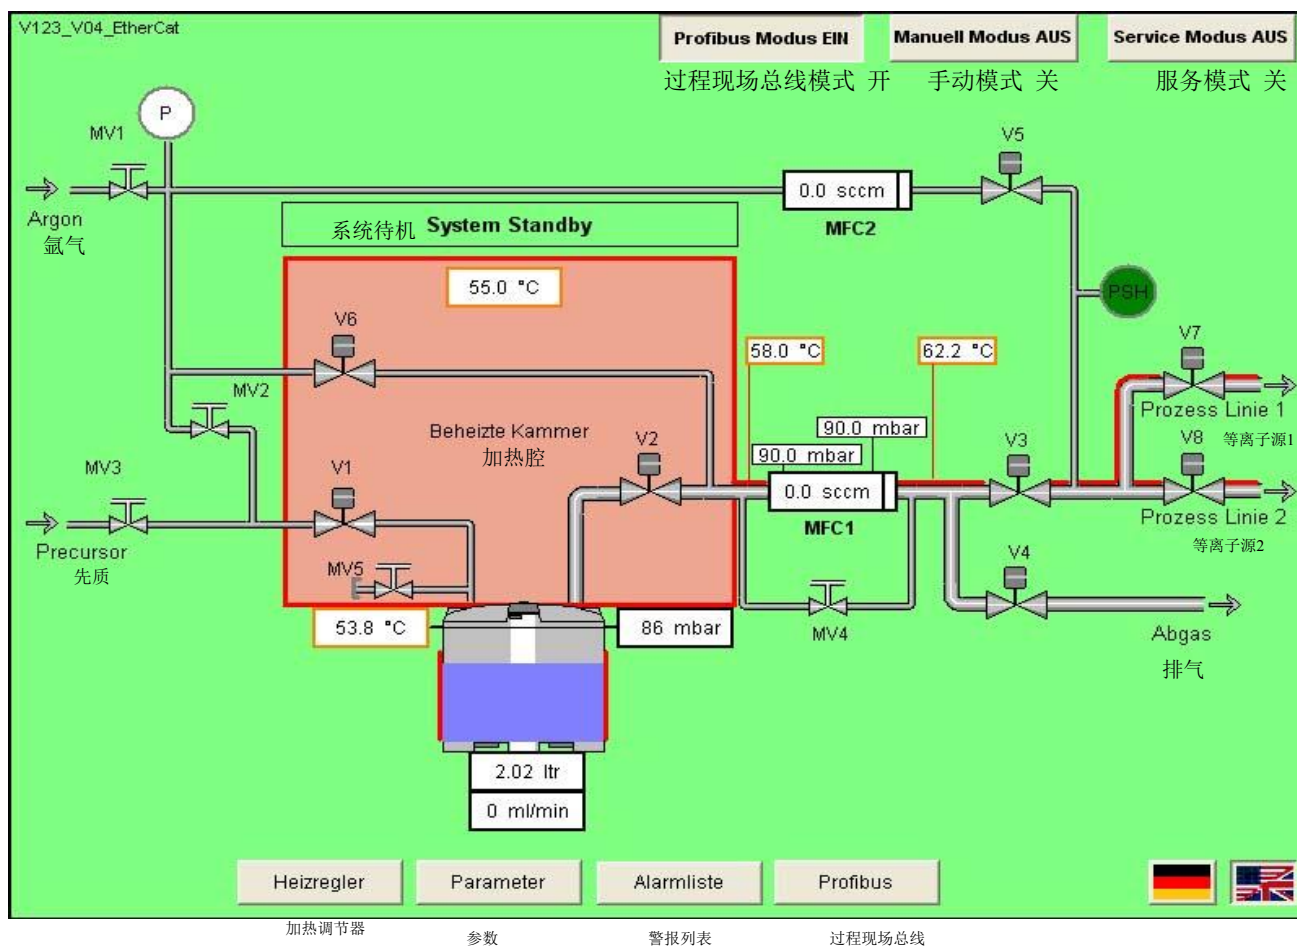 V123_V04_EtherCat
Profibus Modus EIN
Manuell Modus AUS
Service Modus AUS
过程现场总线模式 开
手动模式 关
服务模式 关
P
MV1
V5
0.0 sccm
Argon
氩气
系统待机 System Standby
MFC2
55.0 °C
PSH
V6
V7
58.0 °C
62.2 °C
MV2
Prozess Linie 1
90.0 mbar
Beheizte Kammer
V2
V3
V8
等离子源1
加热腔
90.0 mbar
MV3
V1
0.0 sccm
MFC1
Prozess Linie 2
等离子源2
Precursor
先质
MV5
V4
53.8 °C
86 mbar
MV4
Abgas
排气
2.02 ltr
0 ml/min
Heizregler
Parameter
Alarmliste
Profibus
加热调节器
参数
警报列表
过程现场总线